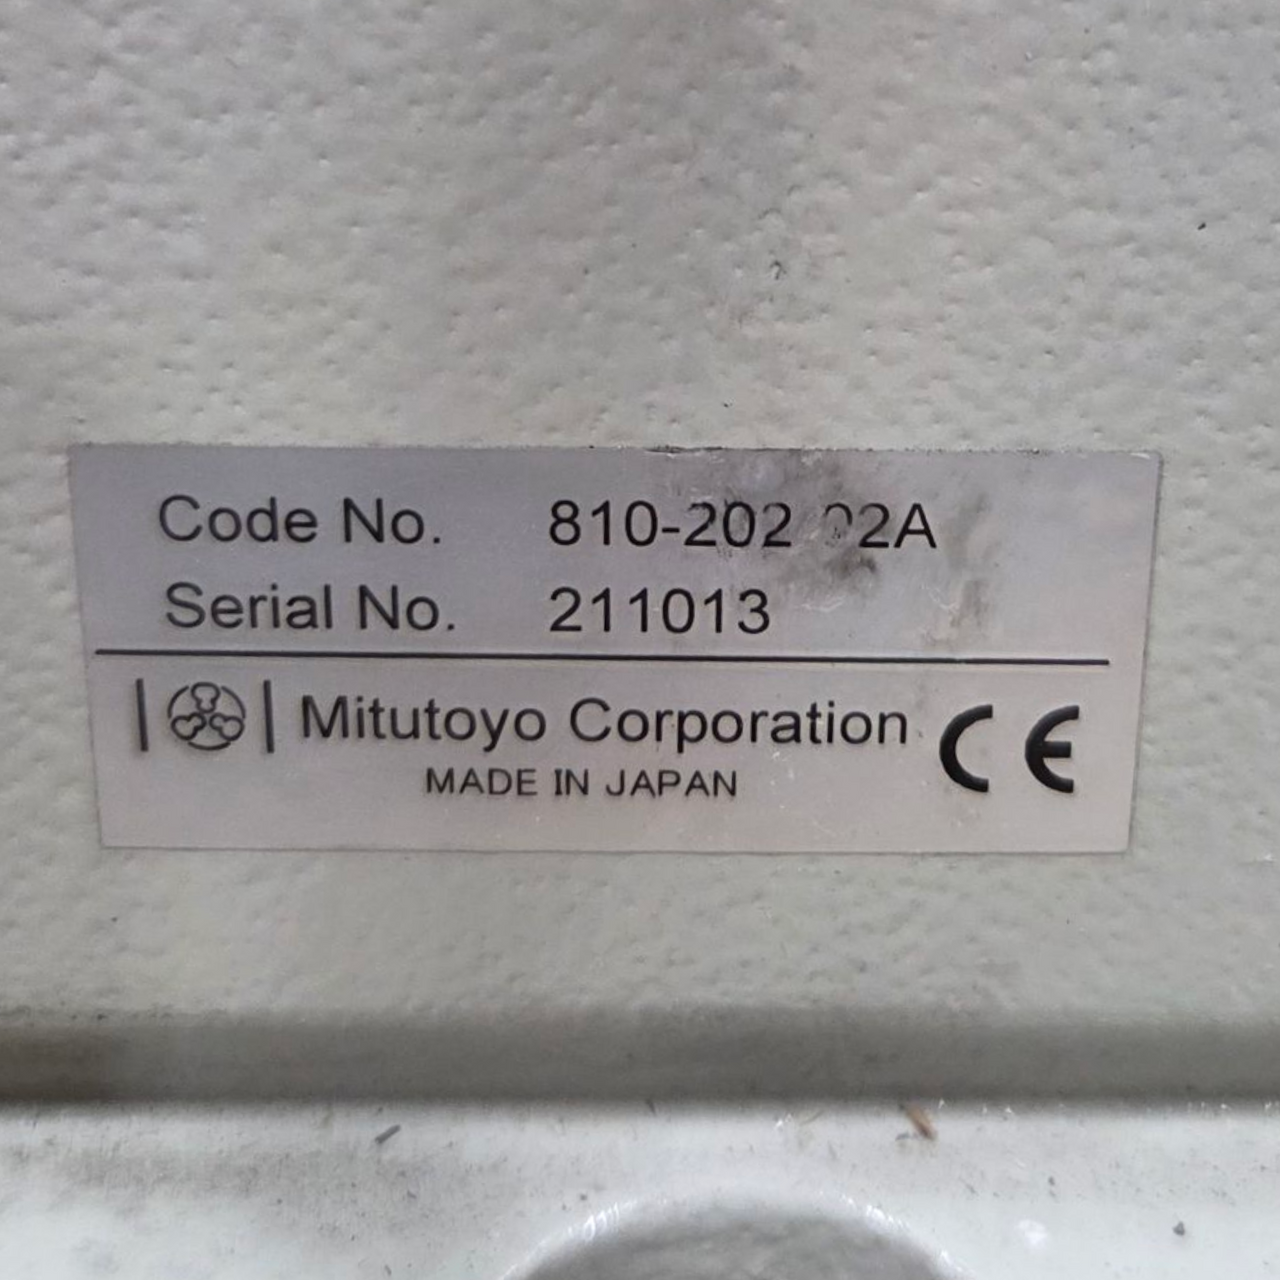 Code No. 810-202
Serial No. 211013
Mitutoyo Corporation
MADE IN JAPAN
CE